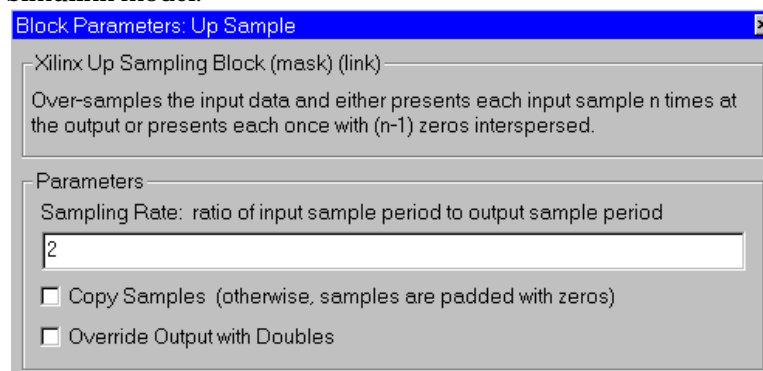 Simulink model.
Block Parameters: Up Sample
Xilinx Up Sampling Block (mask) (link)
Over-samples the input data and either presents each input sample n times at
the output or presents each once with (n-1) zeros interspersed.
Parameters
Sampling Rate: ratio of input sample period to output sample period
2
Copy Samples (otherwise, samples are padded with zeros)
Override Output with Doubles